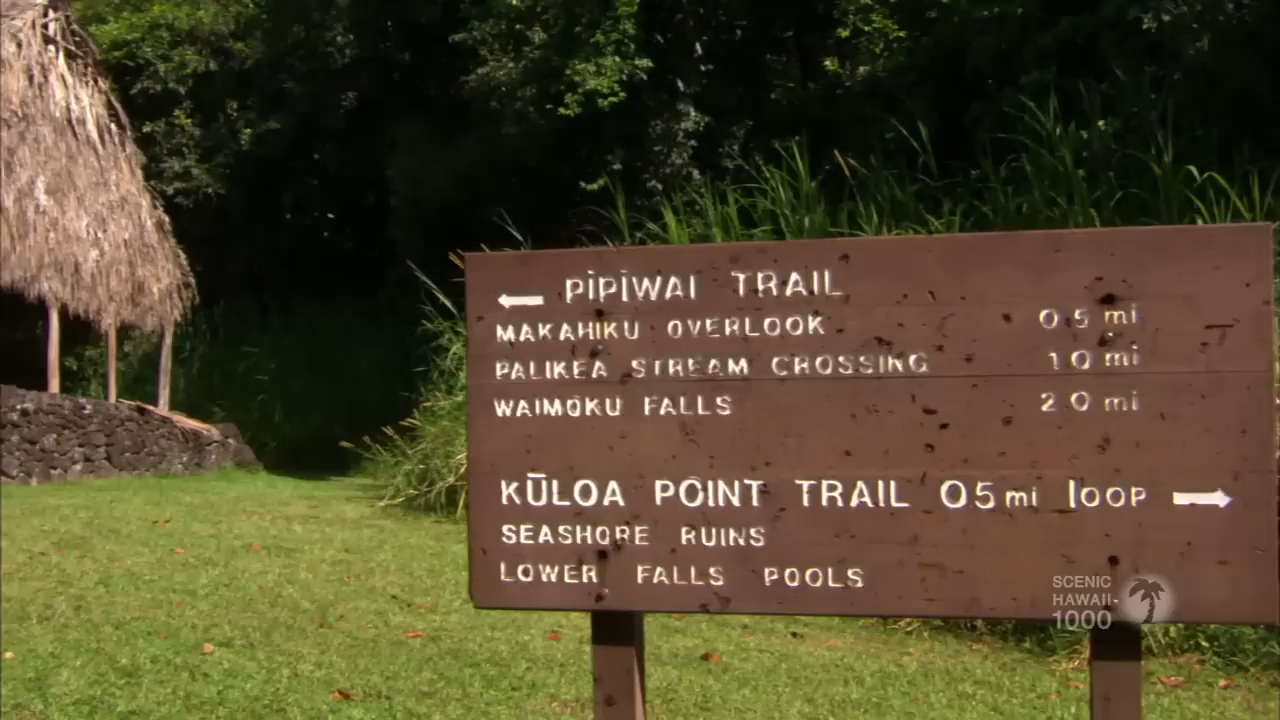 PĪPĪWAI TRAIL
MAKAHIKU OVERLOOK 0.5 mi
PALIKEA STREAM CROSSING 1.0 mi
WAIMOKU FALLS 2.0 mi
KŪLOA POINT TRAIL 0.5 mi loop
SEASHORE RUINS
LOWER FALLS POOLS
SCENIC
HAWAII-
1000